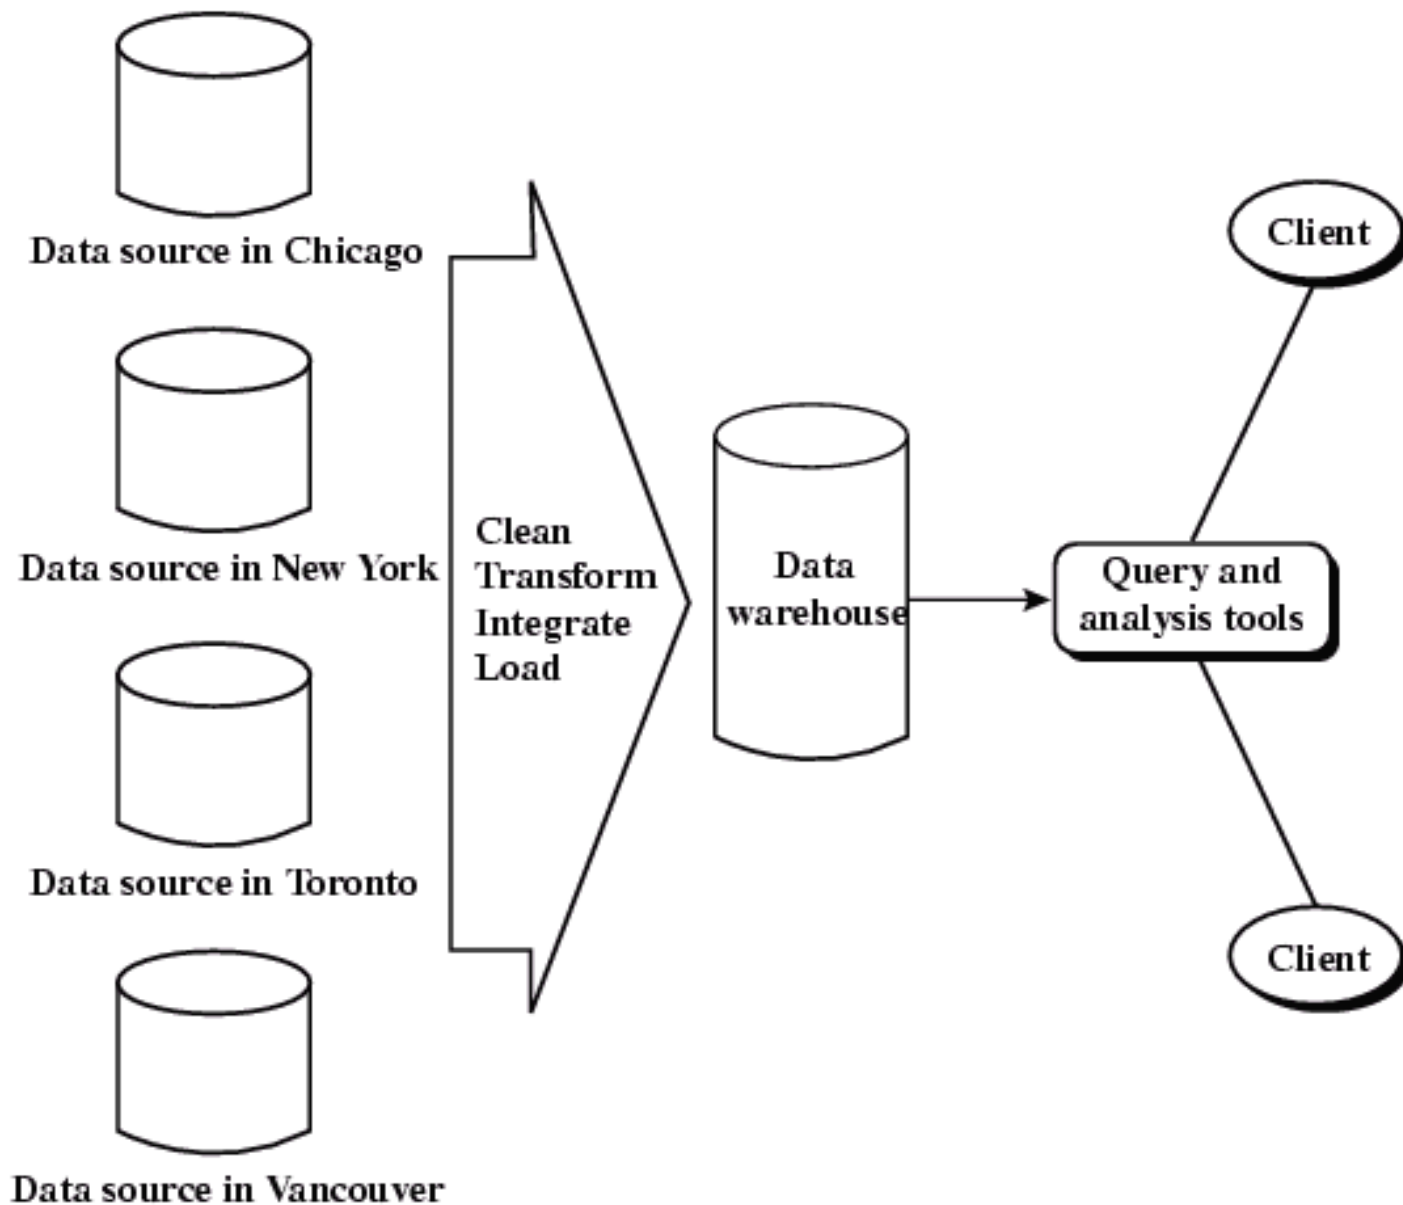 Data source in Chicago
Data source in New York
Data source in Toronto
Data source in Vancouver
Clean
Transform
Integrate
Load
Data
warehouse
Query and
analysis tools
Client
Client